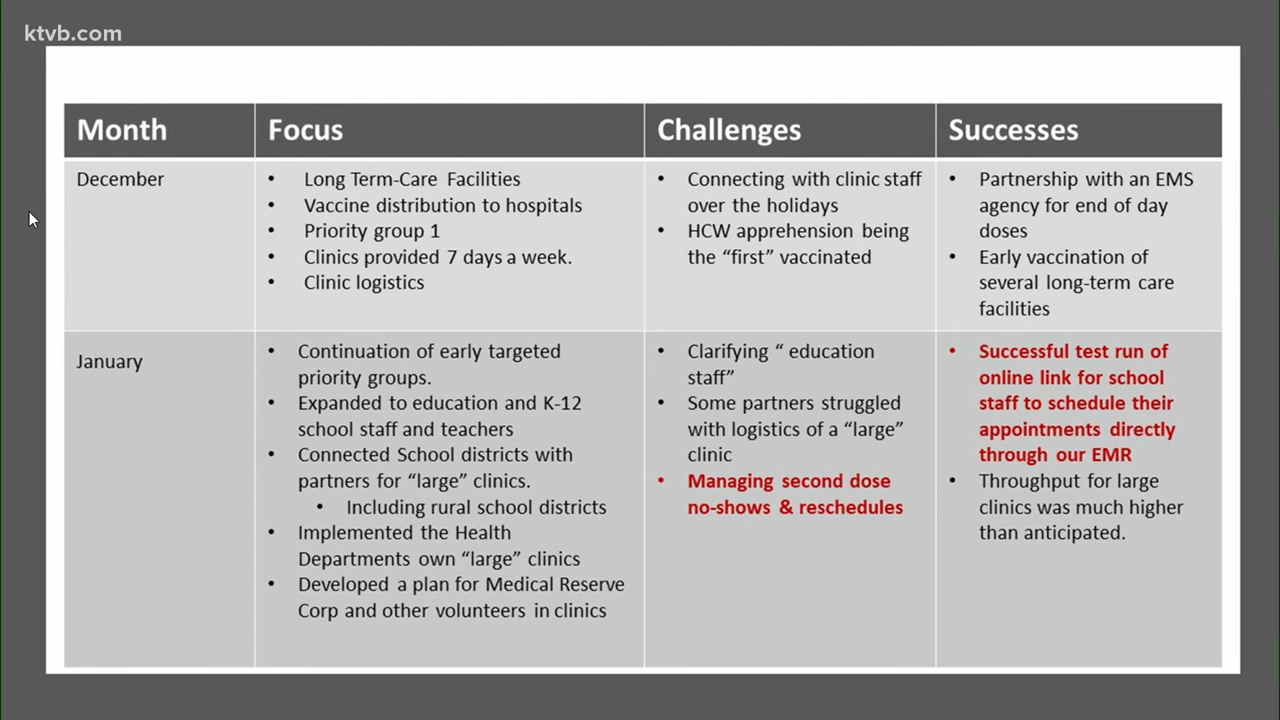 ktvb.com
Month
Focus
Challenges
Successes
December
• Long Term-Care Facilities
• Vaccine distribution to hospitals
• Priority group 1
• Clinics provided 7 days a week.
• Clinic logistics
• Connecting with clinic staff
over the holidays
• HCW apprehension being
the “first” vaccinated
• Partnership with an EMS
agency for end of day
doses
• Early vaccination of
several long-term care
facilities
January
• Continuation of early targeted
priority groups.
• Expanded to education and K-12
school staff and teachers
• Connected School districts with
partners for “large” clinics.
• Including rural school districts
• Implemented the Health
Departments own “large” clinics
• Developed a plan for Medical Reserve
Corp and other volunteers in clinics
• Clarifying “ education
staff”
• Some partners struggled
with logistics of a “large”
clinic
• Managing second dose
no-shows & reschedules
• Successful test run of
online link for school
staff to schedule their
appointments directly
through our EMR
• Throughput for large
clinics was much higher
than anticipated.